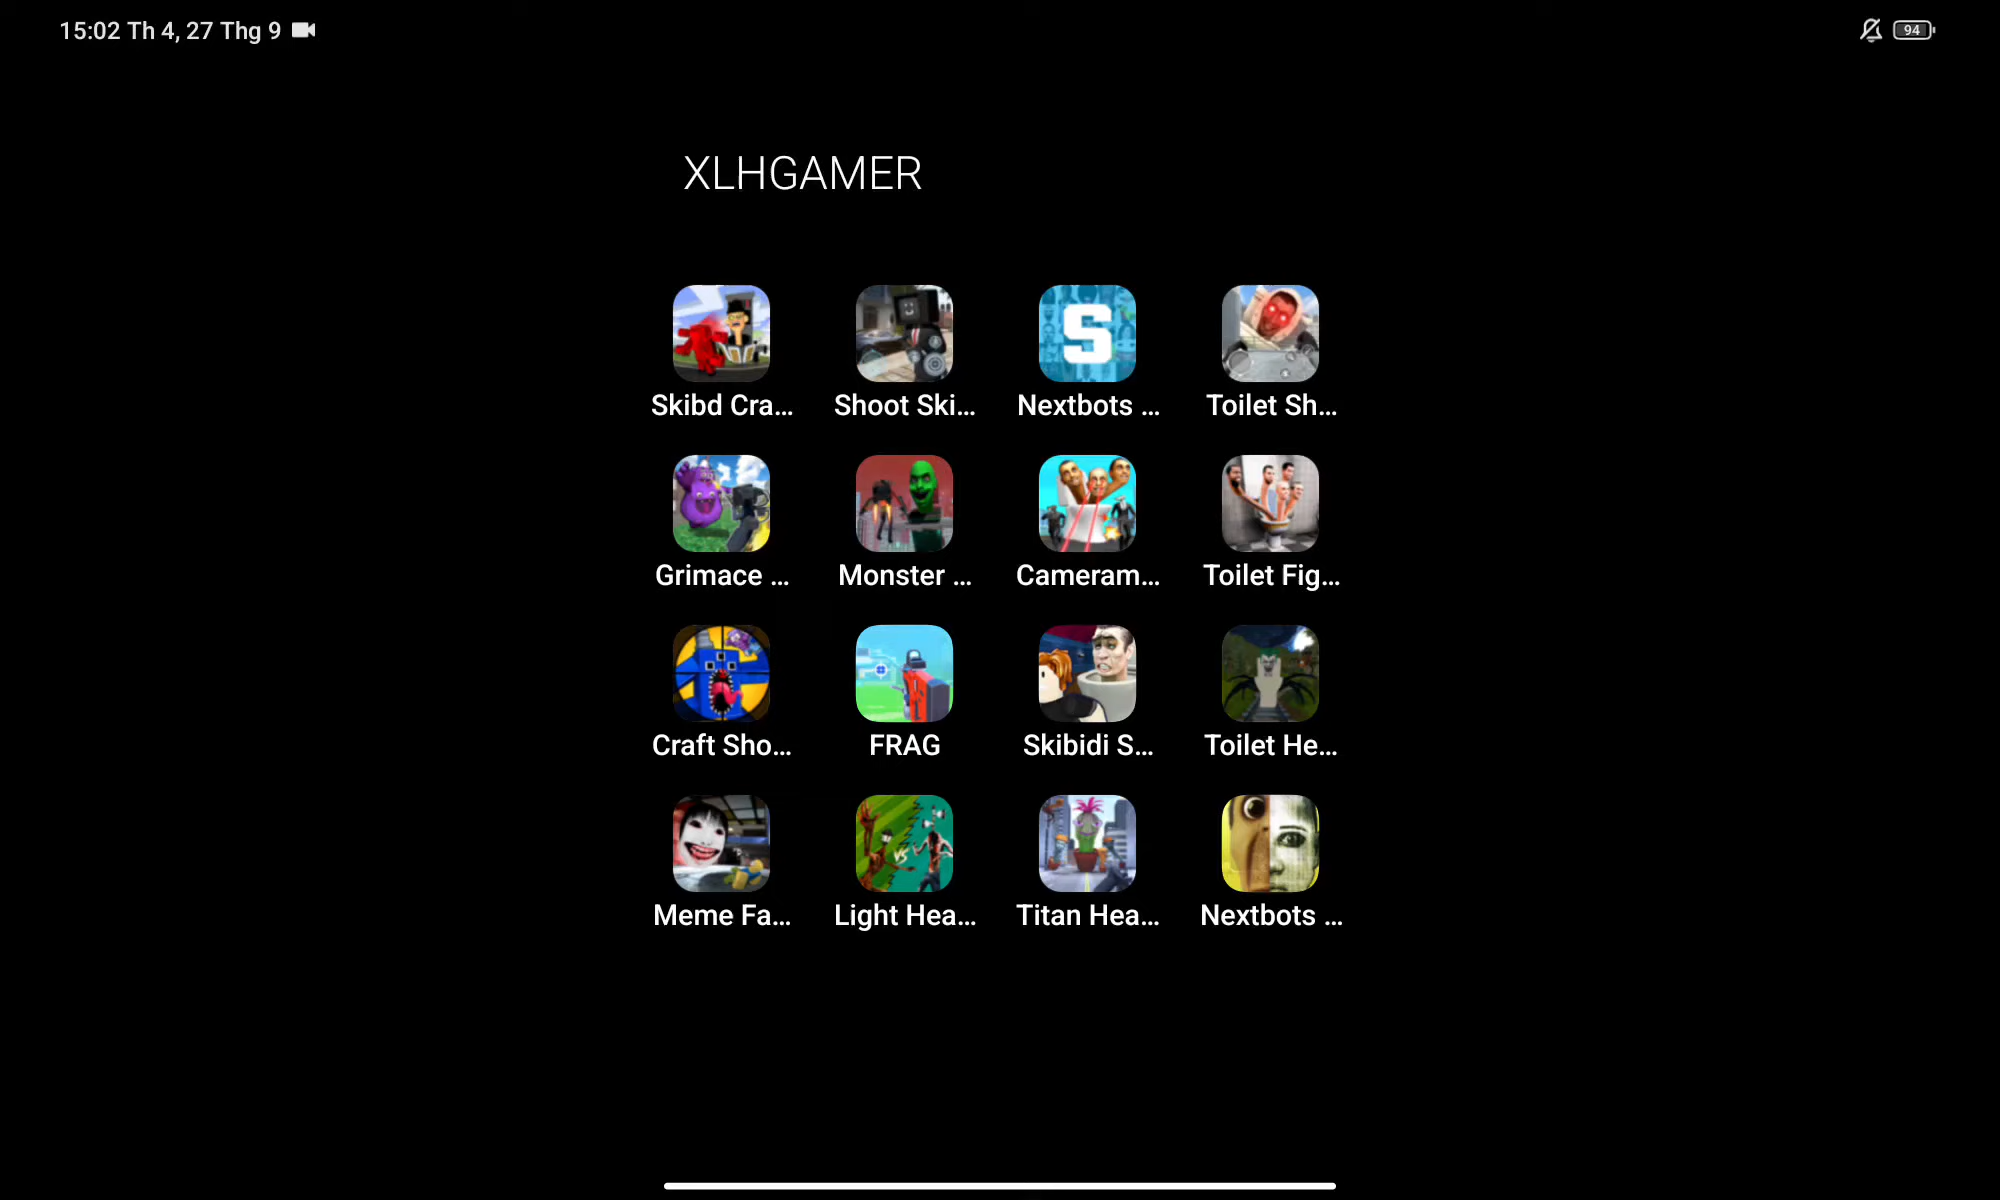 15:02 Th 4, 27 Thg 9
94
XLHGAMER
Skibd Cra...
Shoot Ski...
S
Nextbots ...
Toilet Sh...
Grimace ...
Monster ...
Cameram...
Toilet Fig...
Craft Sho...
FRAG
Skibidi S...
Toilet He...
Meme Fa...
VS
Light Hea...
Titan Hea...
Nextbots ...